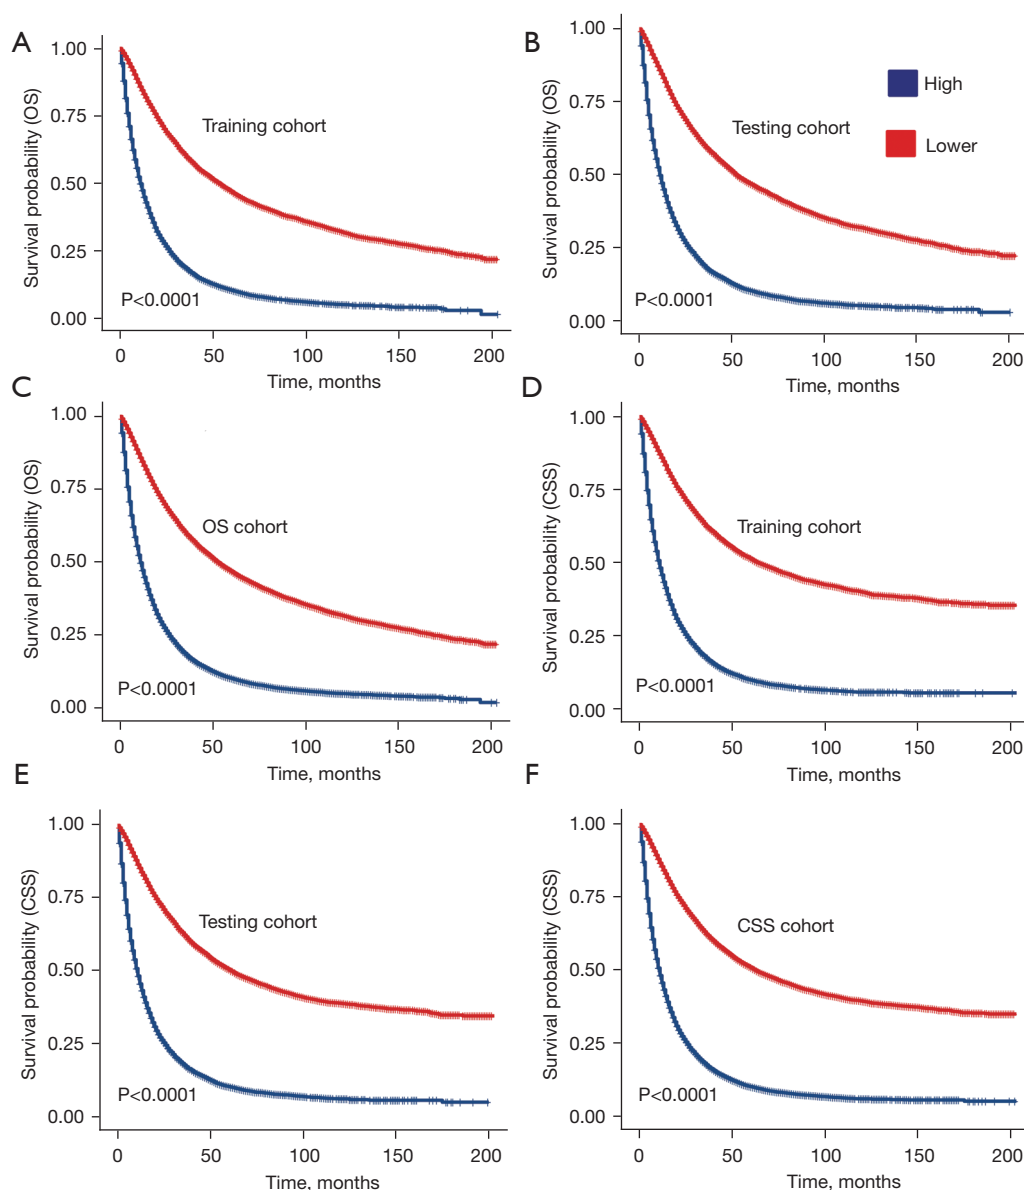 A
Survival probability (OS)
1.00
0.75
0.50
0.25
0.00
Training cohort
P<0.0001
0 50 100 150 200
Time, months
B
Survival probability (OS)
1.00
0.75
0.50
0.25
0.00
Testing cohort
High
Lower
P<0.0001
0 50 100 150 200
Time, months
C
Survival probability (OS)
1.00
0.75
0.50
0.25
0.00
OS cohort
P<0.0001
0 50 100 150 200
Time, months
D
Survival probability (CSS)
1.00
0.75
0.50
0.25
0.00
Training cohort
P<0.0001
0 50 100 150 200
Time, months
E
Survival probability (CSS)
1.00
0.75
0.50
0.25
0.00
Testing cohort
P<0.0001
0 50 100 150 200
Time, months
F
Survival probability (CSS)
1.00
0.75
0.50
0.25
0.00
CSS cohort
P<0.0001
0 50 100 150 200
Time, months